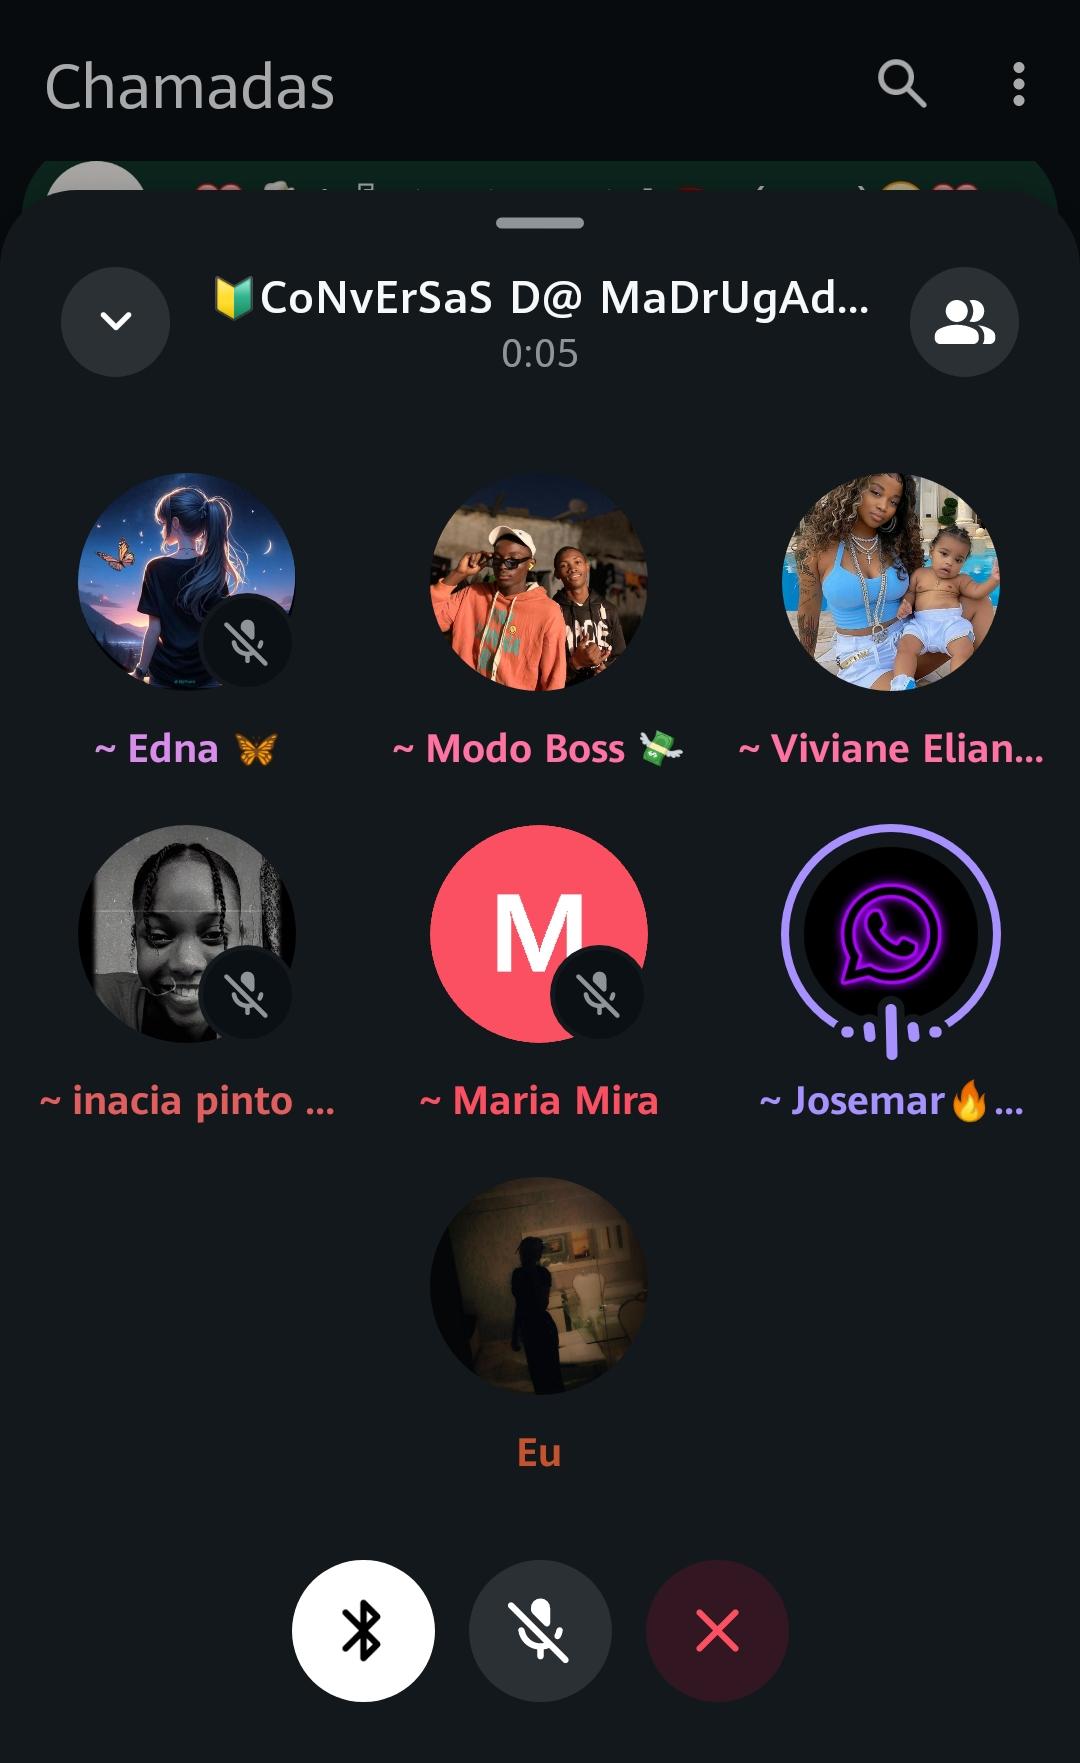 Chamadas
🔰CoNvErSaS D@ MaDrUgAd...
0:05
~ Edna 🦋
~ Modo Boss 💸
~ Viviane Elian...
~ inacia pinto ...
M
~ Maria Mira
~ Josemar🔥...
Eu